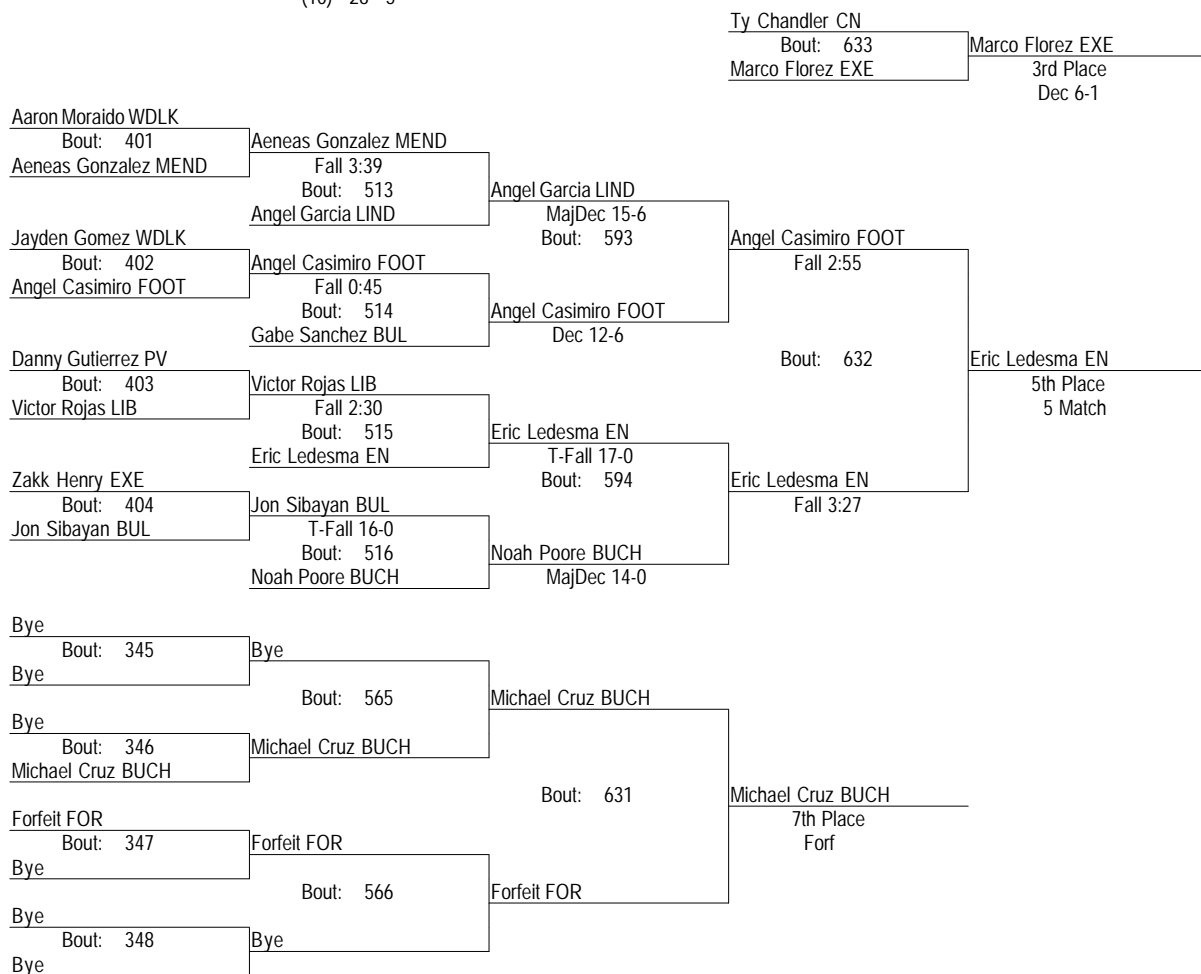 Ty Chandler CN
Bout: 633
Marco Florez EXE
Marco Florez EXE
3rd Place
Dec 6-1
Aaron Moraido WDLK
Bout: 401
Aeneas Gonzalez MEND
Aeneas Gonzalez MEND
Fall 3:39
Bout: 513
Angel Garcia LIND
Angel Garcia LIND
MajDec 15-6
Bout: 593
Jayden Gomez WDLK
Bout: 402
Angel Casimiro FOOT
Angel Casimiro FOOT
Fall 0:45
Bout: 514
Gabe Sanchez BUL
Angel Casimiro FOOT
Dec 12-6
Angel Casimiro FOOT
Fall 2:55
Danny Gutierrez PV
Bout: 403
Victor Rojas LIB
Victor Rojas LIB
Fall 2:30
Bout: 515
Eric Ledesma EN
Eric Ledesma EN
T-Fall 17-0
Bout: 594
Bout: 632
Eric Ledesma EN
5th Place
5 Match
Zakk Henry EXE
Bout: 404
Jon Sibayan BUL
Jon Sibayan BUL
T-Fall 16-0
Bout: 516
Noah Poore BUCH
Noah Poore BUCH
MajDec 14-0
Eric Ledesma EN
Fall 3:27
Bye
Bout: 345
Bye
Bye
Bout: 565
Michael Cruz BUCH
Bye
Bout: 346
Michael Cruz BUCH
Michael Cruz BUCH
Bout: 631
Michael Cruz BUCH
7th Place
Forf
Forfeit FOR
Bout: 347
Bye
Forfeit FOR
Bout: 566
Forfeit FOR
Bye
Bout: 348
Bye
Bye